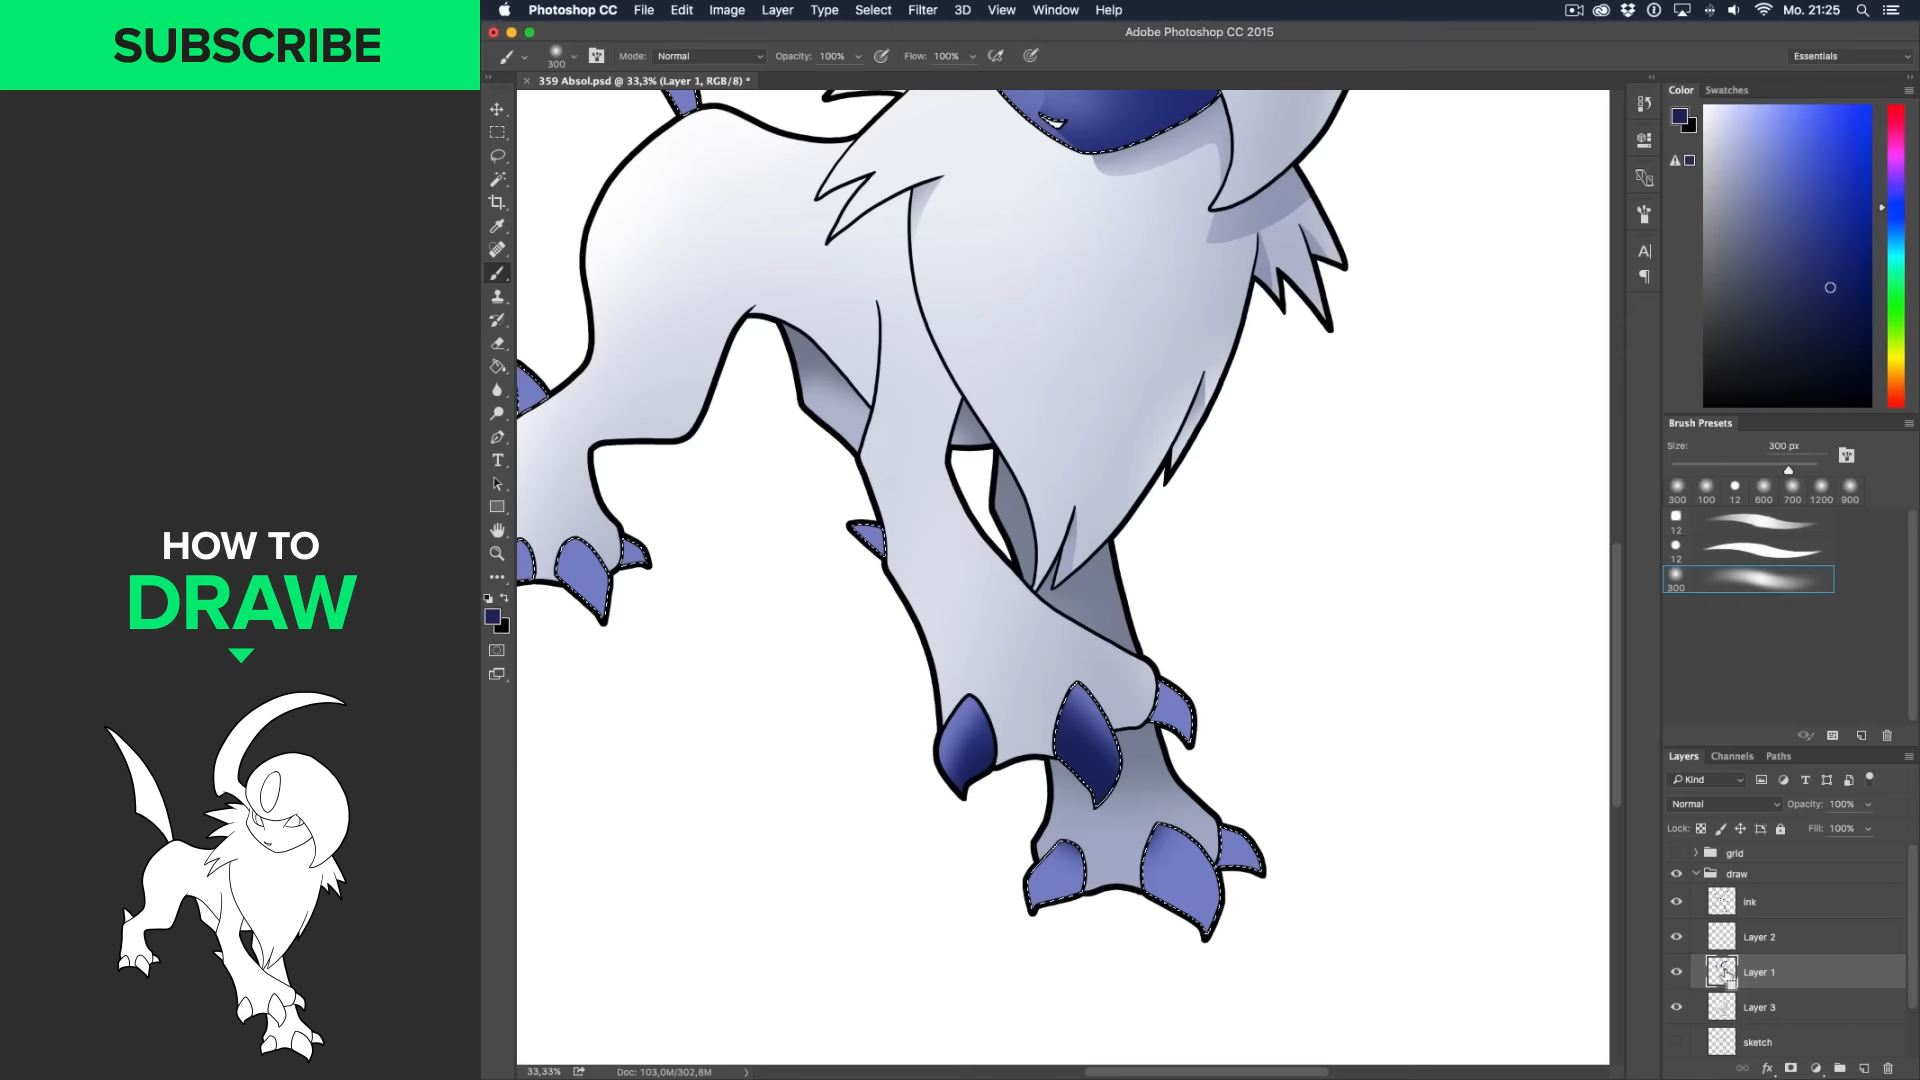 SUBSCRIBE
HOW TO
DRAW
Photoshop CC File Edit Image Layer Type Select Filter 3D View Window Help
Mo. 21:25
Adobe Photoshop CC 2015
300
Mode: Normal
Opacity: 100%
Flow: 100%
Essentials
359 Absol.psd @ 33,3% (Layer 1, RGB/8) *
Color Swatches
Brush Presets
Size: 300 px
300 100 12 600 700 1200 900
12
12
300
Layers Channels Paths
Kind
Normal Opacity: 100%
Lock: Fill: 100%
grid
draw
ink
Layer 2
Layer 1
Layer 3
sketch
33,33% Doc: 103,0M/302,8M